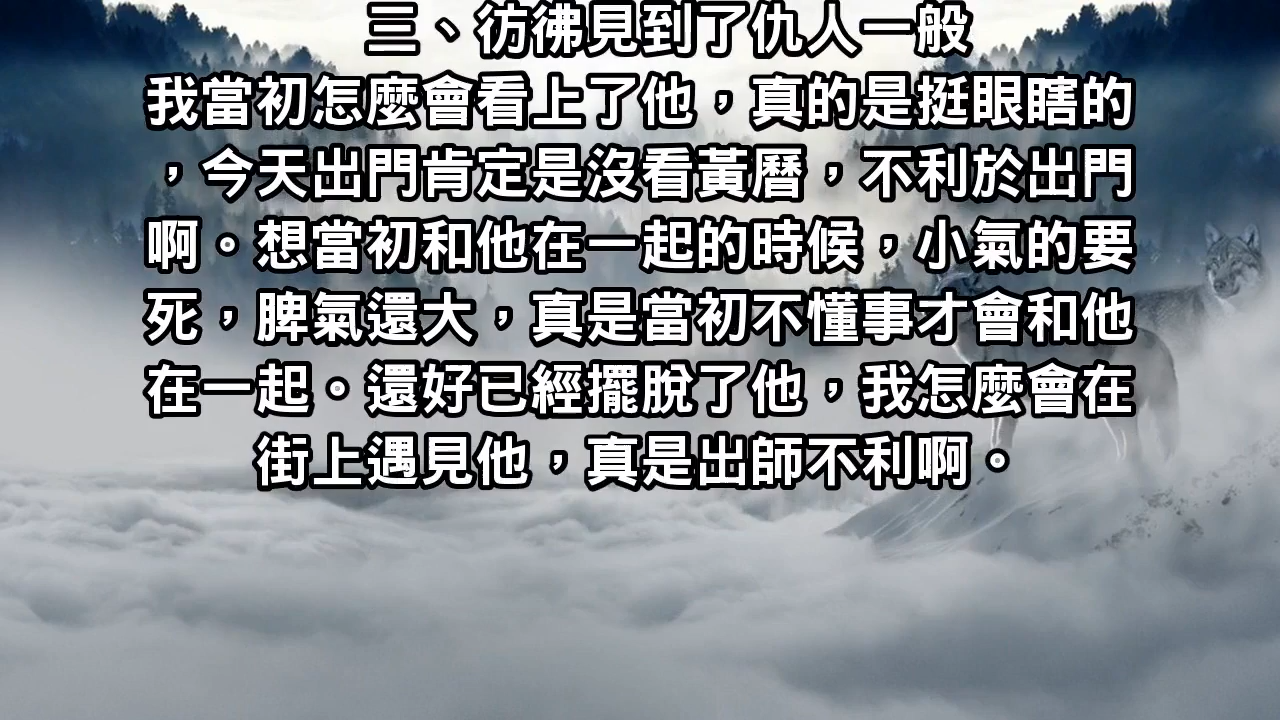 三、彷彿見到了仇人一般
我當初怎麼會看上了他，真的是挺眼瞎的
，今天出門肯定是沒看黃曆，不利於出門
啊。想當初和他在一起的時候，小氣的要
死，脾氣還大，真是當初不懂事才會和他
在一起。還好已經擺脫了他，我怎麼會在
街上遇見他，真是出師不利啊。